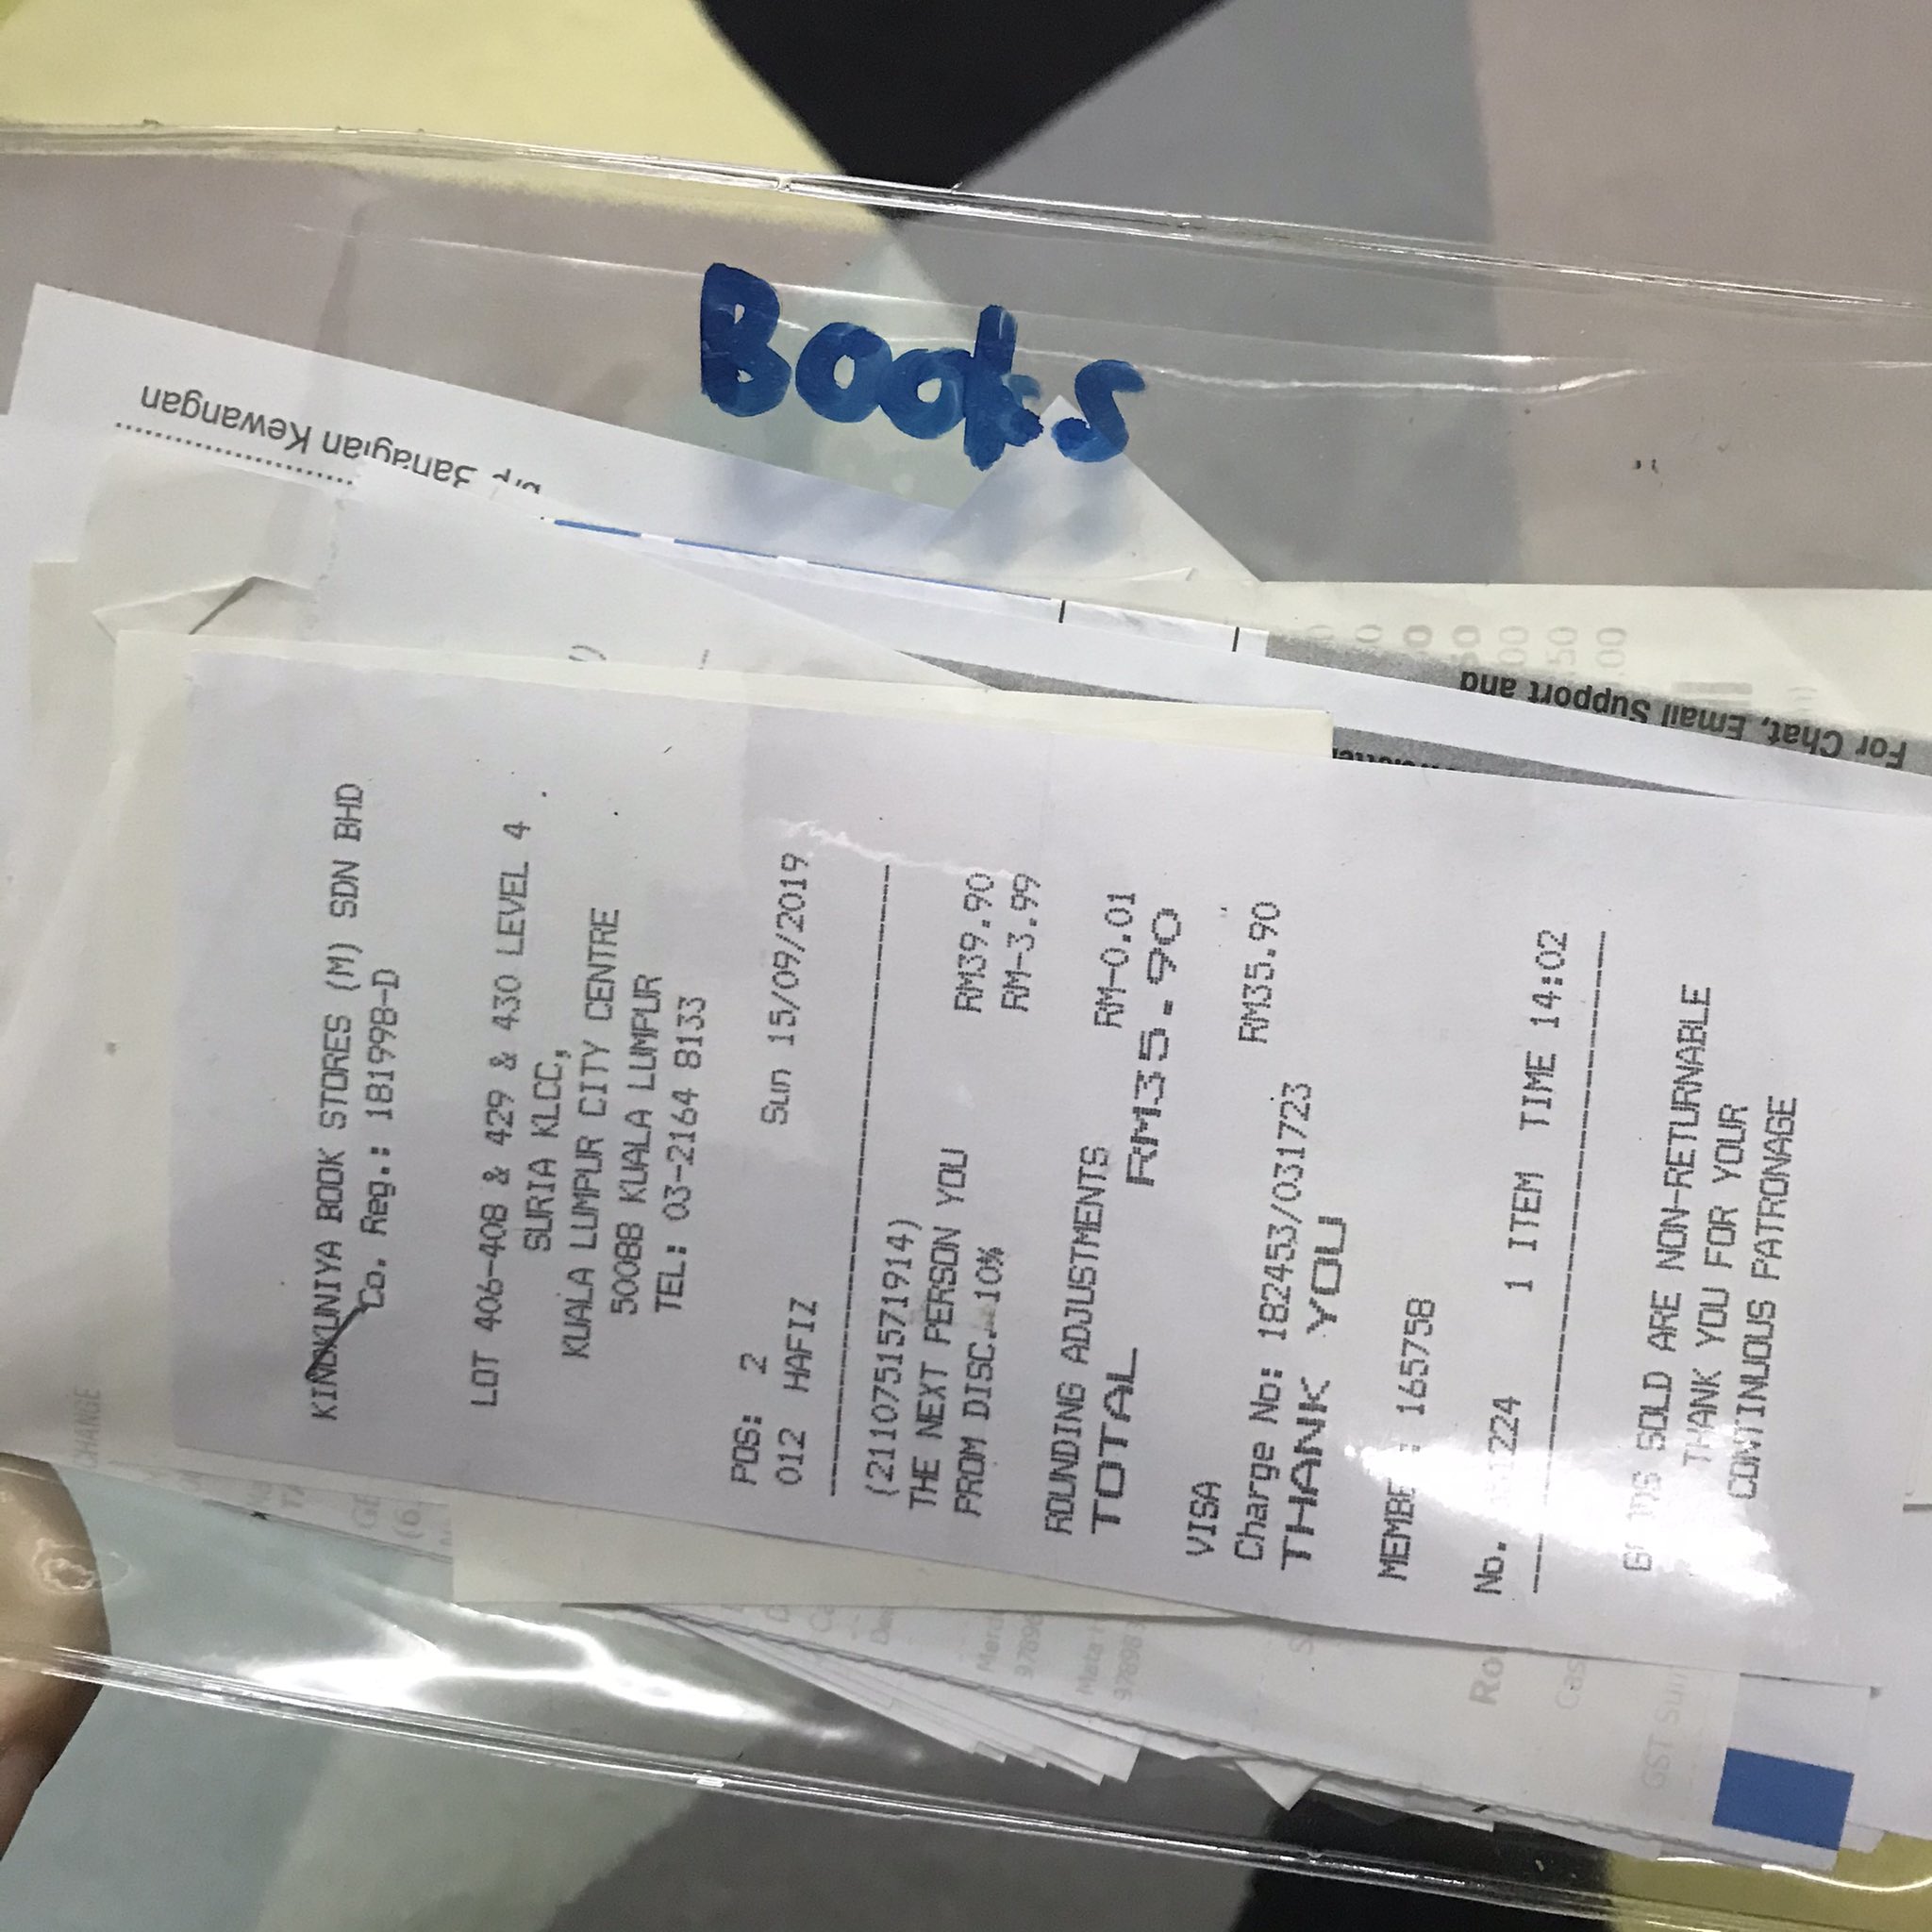 Books
Bahagian Kewangan
For Chat, Email Support and
KINOKUNIYA BOOK STORES (M) SDN BHD
Co. Reg.: 181998-D
LOT 406-408 & 429 & 430 LEVEL 4
SURIA KLCC,
KUALA LUMPUR CITY CENTRE
50088 KUALA LUMPUR
TEL: 03-2164 8133
POS: 2 Sun 15/09/2019
012 HAFIZ
(2110751571914)
THE NEXT PERSON YOU RM39.90
FROM DISC. 10% RM-3.99
ROUNDING ADJUSTMENTS RM-0.01
TOTAL RM35.90
VISA RM35.90
Charge No: 182453/031723
THANK YOU
: 165758
No. 1 ITEM TIME 14:02
SOLD ARE NON-RETURNABLE
THANK YOU FOR YOUR
CONTINUOUS PATRONAGE
CHANGE